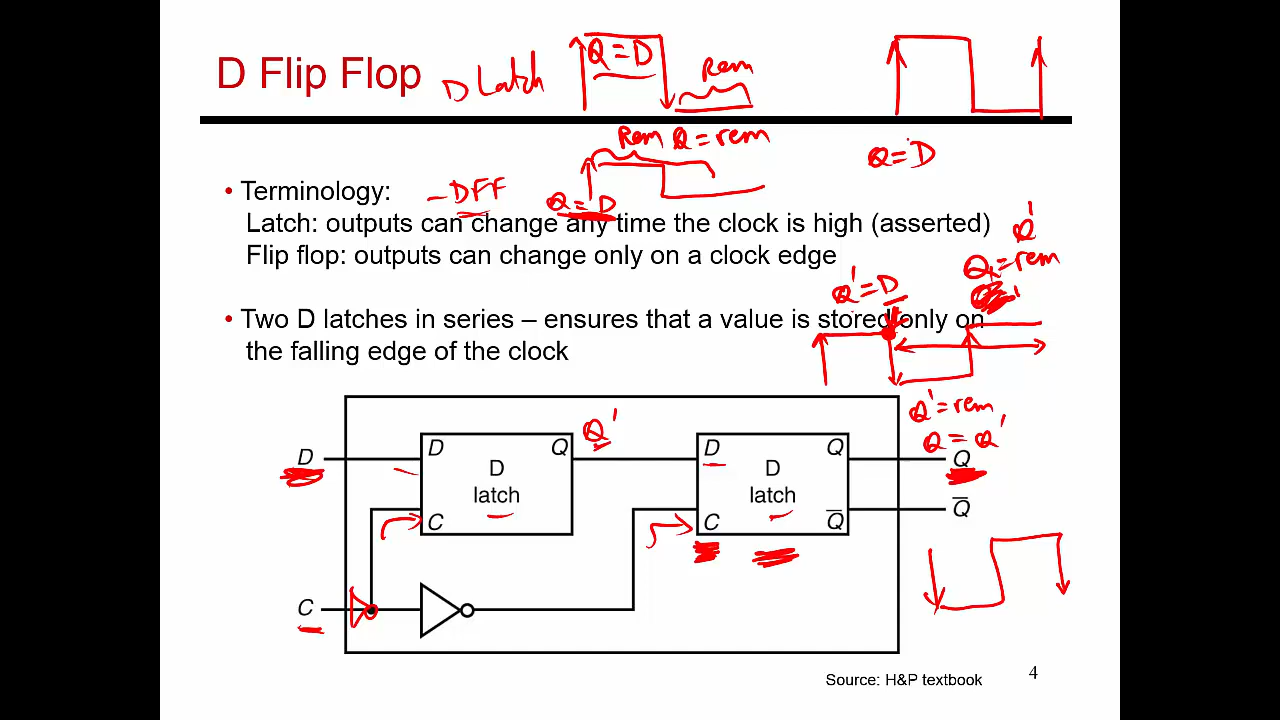 D Flip Flop
D Latch
Q = D
Rem
Rem Q = rem
Q = D
• Terminology:
– DFF
Q = D
Latch: outputs can change any time the clock is high (asserted)
Flip flop: outputs can change only on a clock edge
Q'
Q = rem
Q' = D
• Two D latches in series – ensures that a value is stored only on
the falling edge of the clock
Q' = rem
Q = Q'
Q'
D
D
Q
D
Q
Q
D
latch
D
latch
C
C
Q̅
Q̅
C
Source: H&P textbook
4